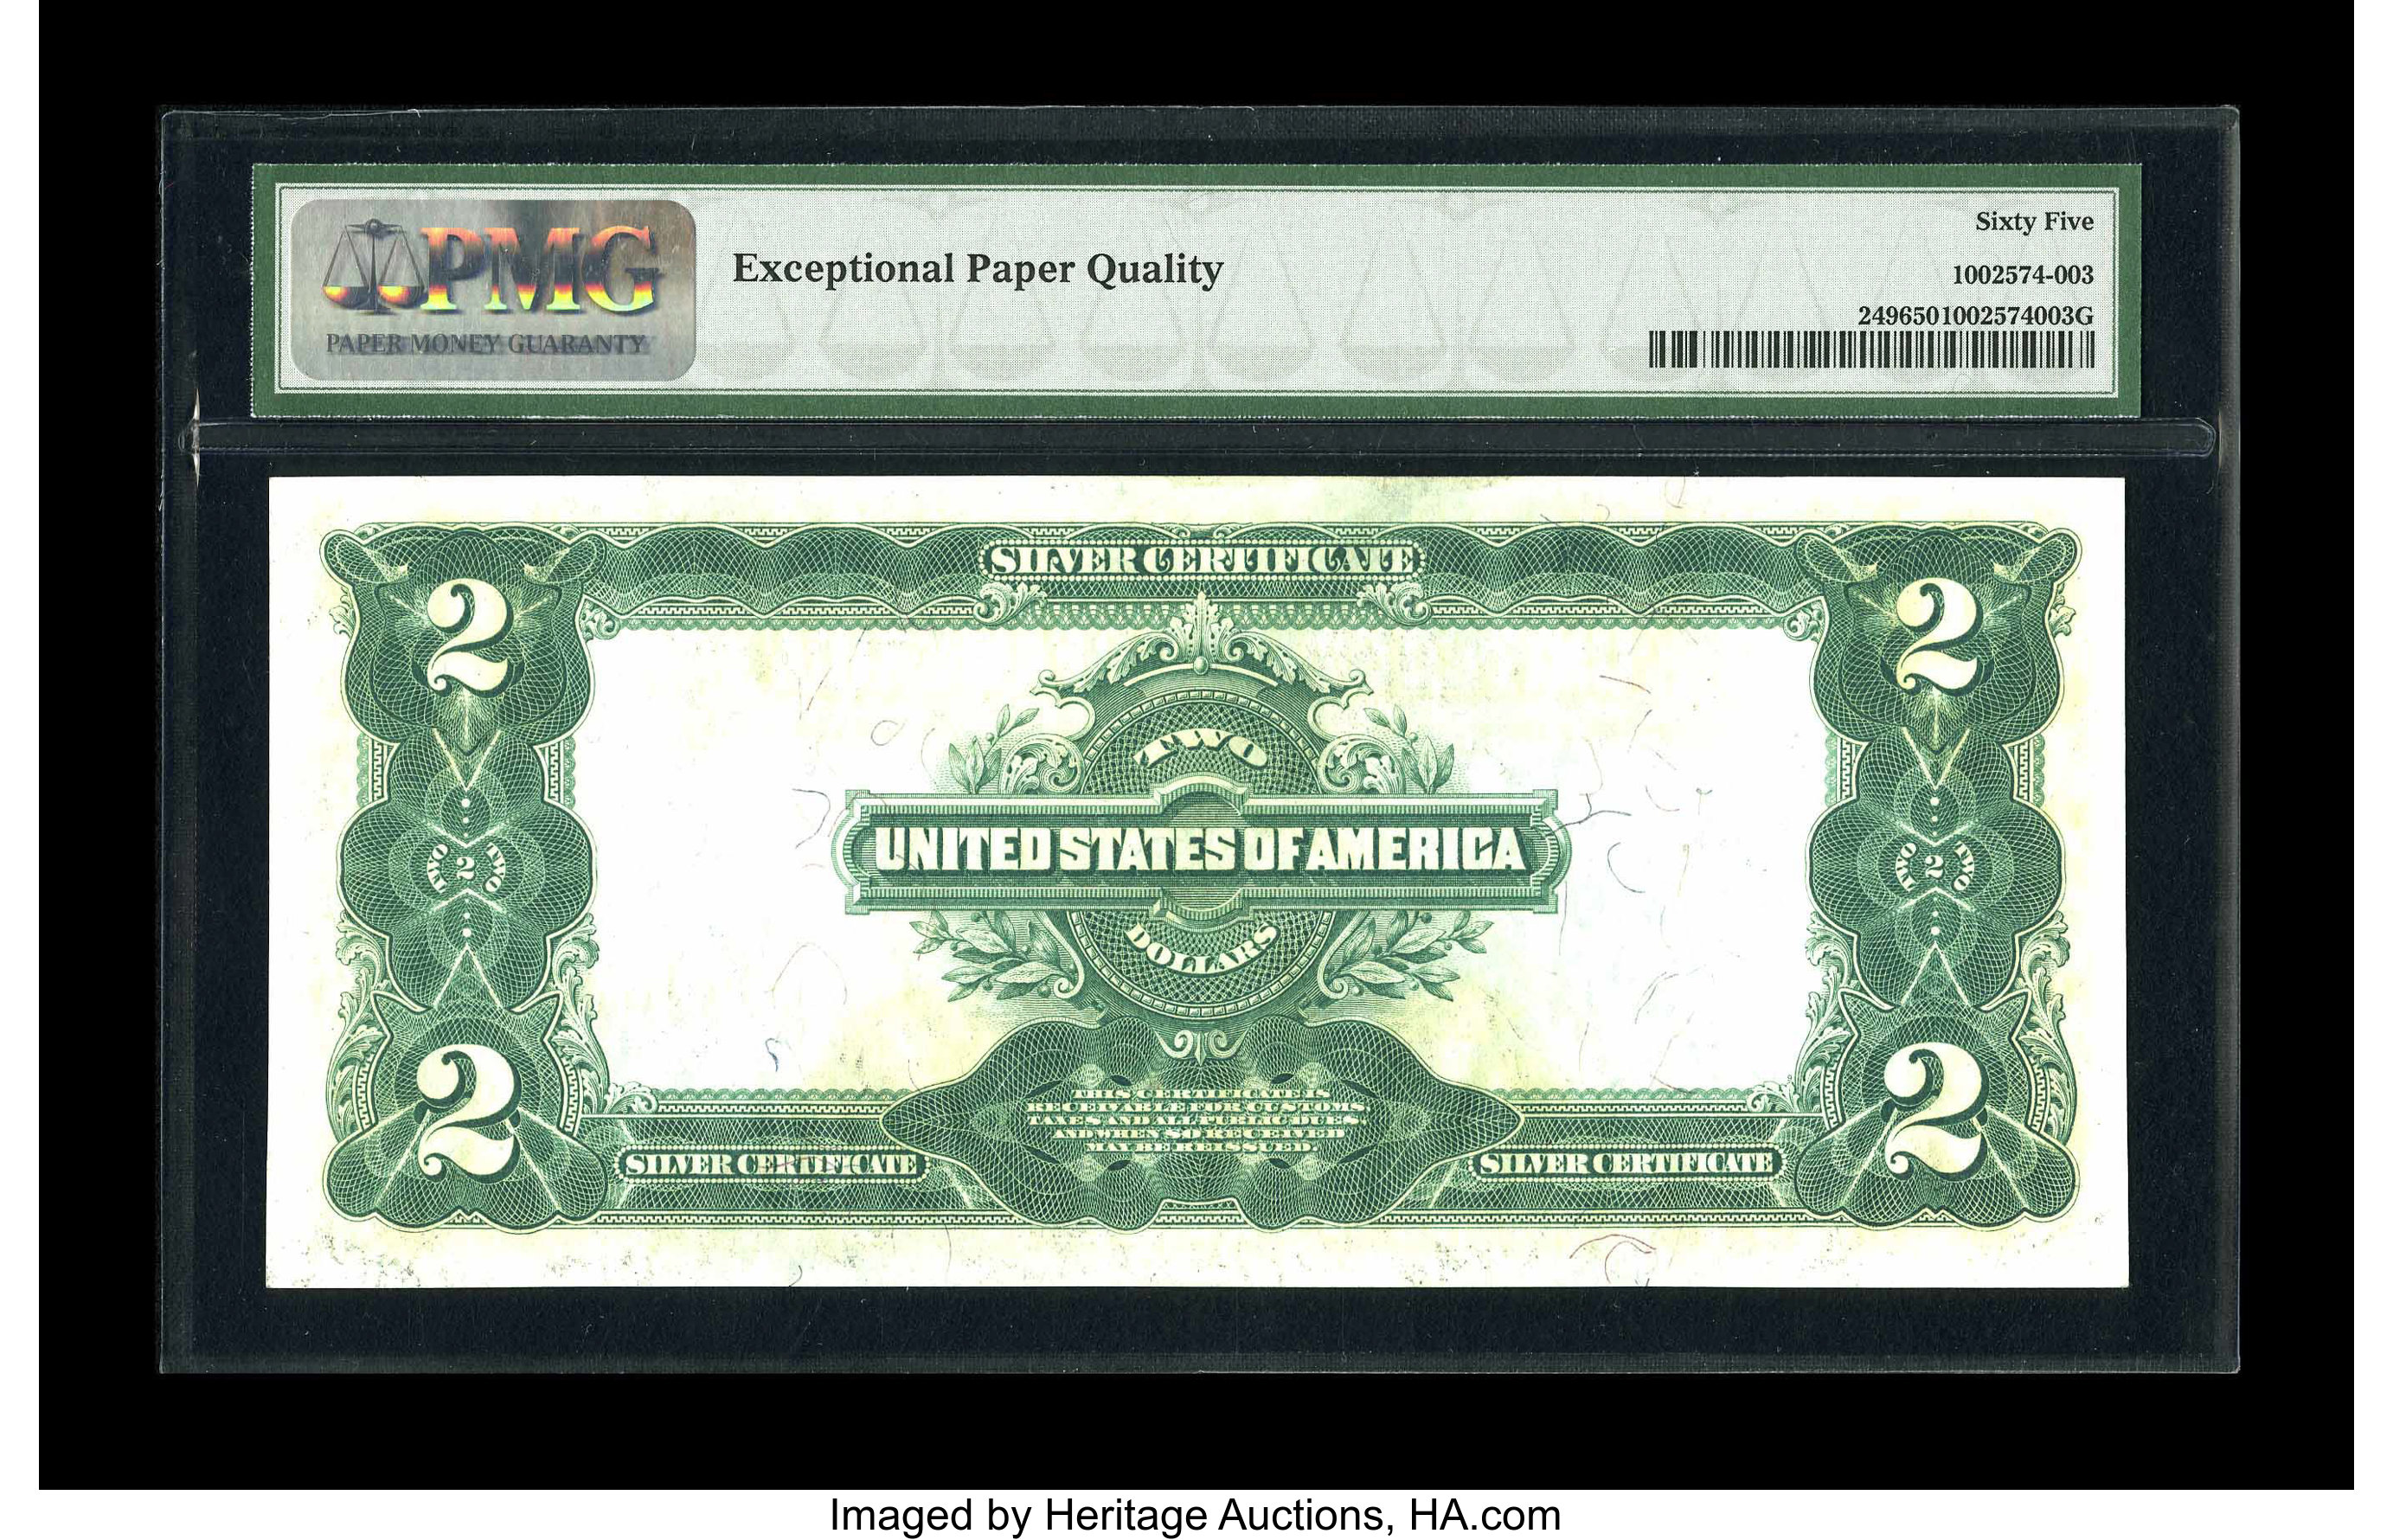 PMG
PAPER MONEY GUARANTY
Exceptional Paper Quality
Sixty Five
1002574-003
2496501002574003G
SILVER CERTIFICATE
2
2
TWO
UNITED STATES OF AMERICA
DOLLARS
TWO 2 TWO
TWO 2 TWO
2
2
THIS CERTIFICATE IS
RECEIVABLE FOR CUSTOMS,
TAXES AND ALL PUBLIC DUES,
AND WHEN SO RECEIVED
MAY BE REISSUED.
SILVER CERTIFICATE
SILVER CERTIFICATE
Imaged by Heritage Auctions, HA.com